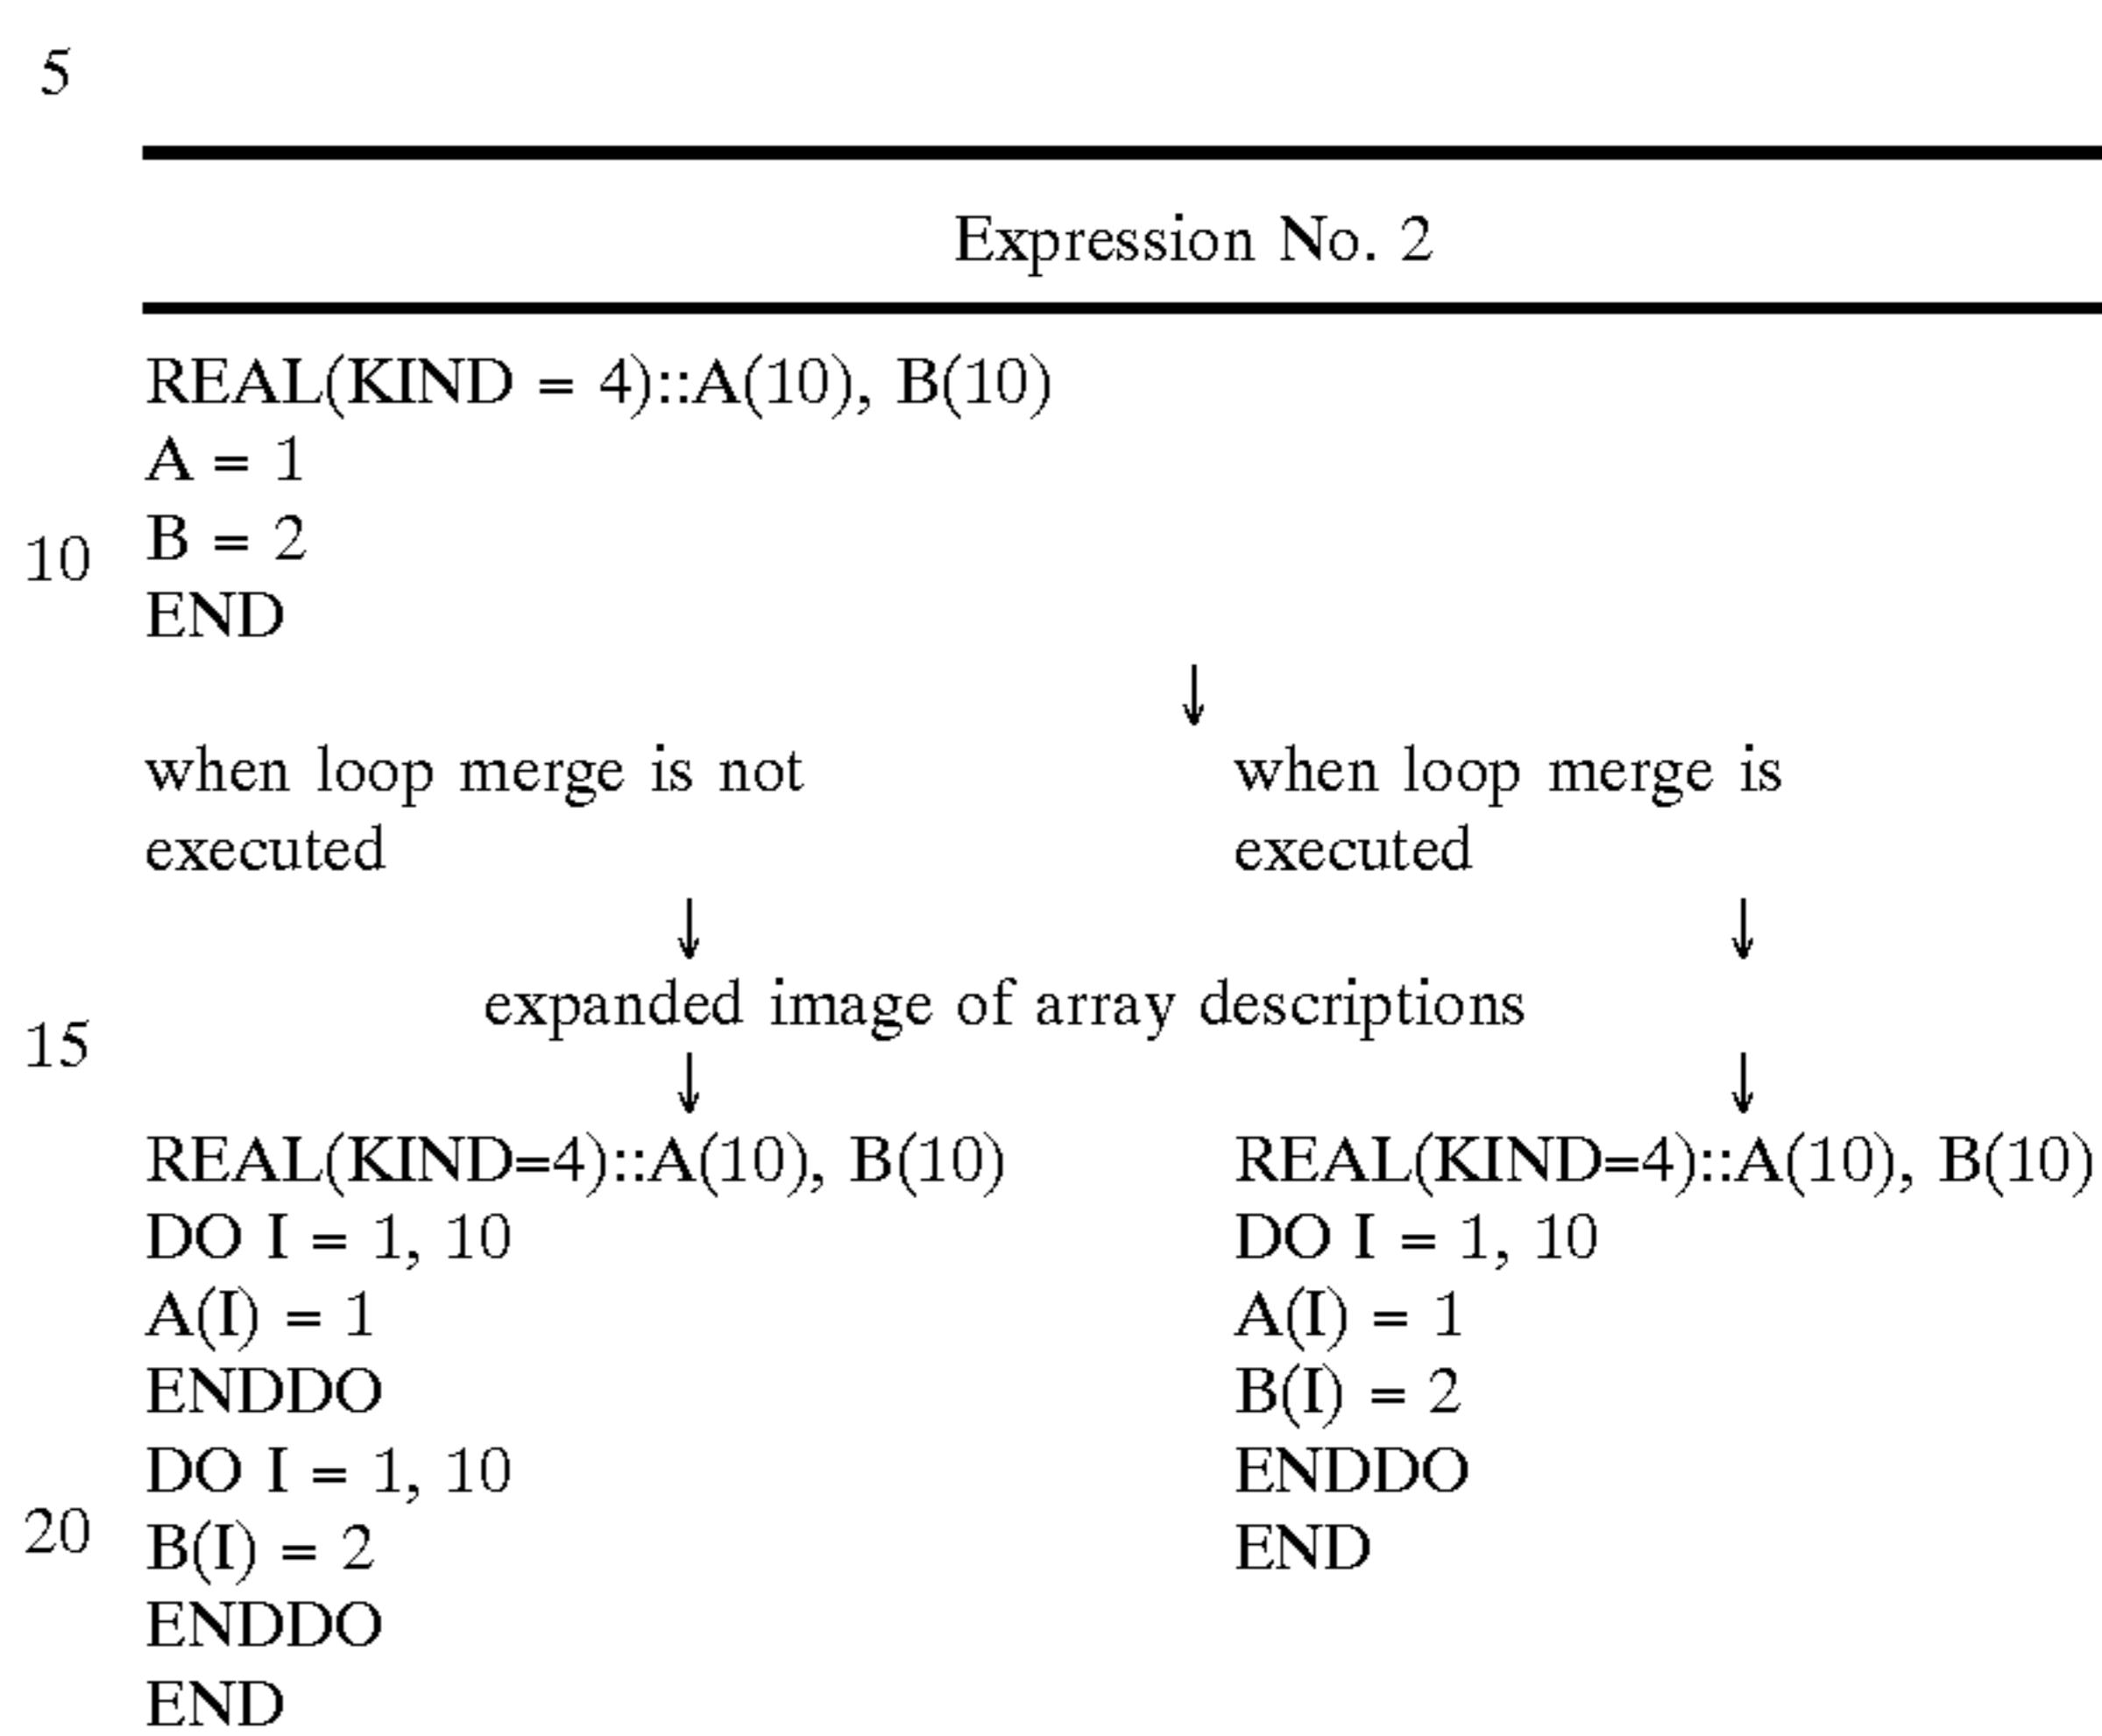 5
Expression No. 2
REAL(KIND = 4)::A(10), B(10)
A = 1
B = 2
10
END
↓
when loop merge is not
executed
↓
when loop merge is
executed
↓
expanded image of array descriptions
15
↓
REAL(KIND=4)::A(10), B(10)
DO I = 1, 10
A(I) = 1
ENDDO
DO I = 1, 10
20
B(I) = 2
ENDDO
END
↓
REAL(KIND=4)::A(10), B(10)
DO I = 1, 10
A(I) = 1
B(I) = 2
ENDDO
END